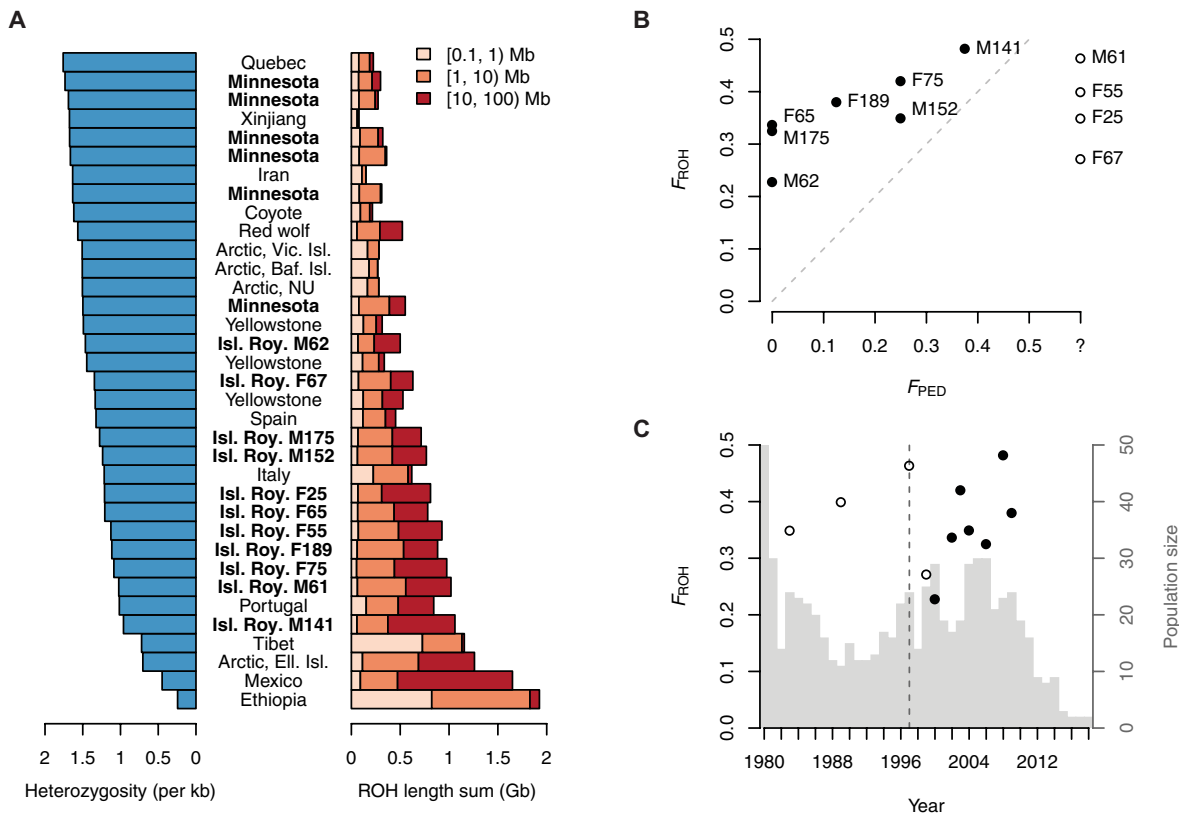 A
Quebec
Minnesota
Minnesota
Xinjiang
Minnesota
Minnesota
Iran
Minnesota
Coyote
Red wolf
Arctic, Vic. Isl.
Arctic, Baf. Isl.
Arctic, NU
Minnesota
Yellowstone
Isl. Roy. M62
Yellowstone
Isl. Roy. F67
Yellowstone
Spain
Isl. Roy. M175
Isl. Roy. M152
Italy
Isl. Roy. F25
Isl. Roy. F65
Isl. Roy. F55
Isl. Roy. F189
Isl. Roy. F75
Isl. Roy. M61
Portugal
Isl. Roy. M141
Tibet
Arctic, Ell. Isl.
Mexico
Ethiopia
[0.1, 1) Mb
[1, 10) Mb
[10, 100) Mb
2 1.5 1 0.5 0
Heterozygosity (per kb)
0 0.5 1 1.5 2
ROH length sum (Gb)
B
0.5
0.4
0.3
0.2
0.1
0.0
FROH
M141
M61
F75
F55
F189
M152
F25
F65
M175
F67
M62
0 0.1 0.2 0.3 0.4 0.5 ?
FPED
C
0.5
0.4
0.3
0.2
0.1
0.0
FROH
50
40
30
20
10
0
Population size
1980 1988 1996 2004 2012
Year